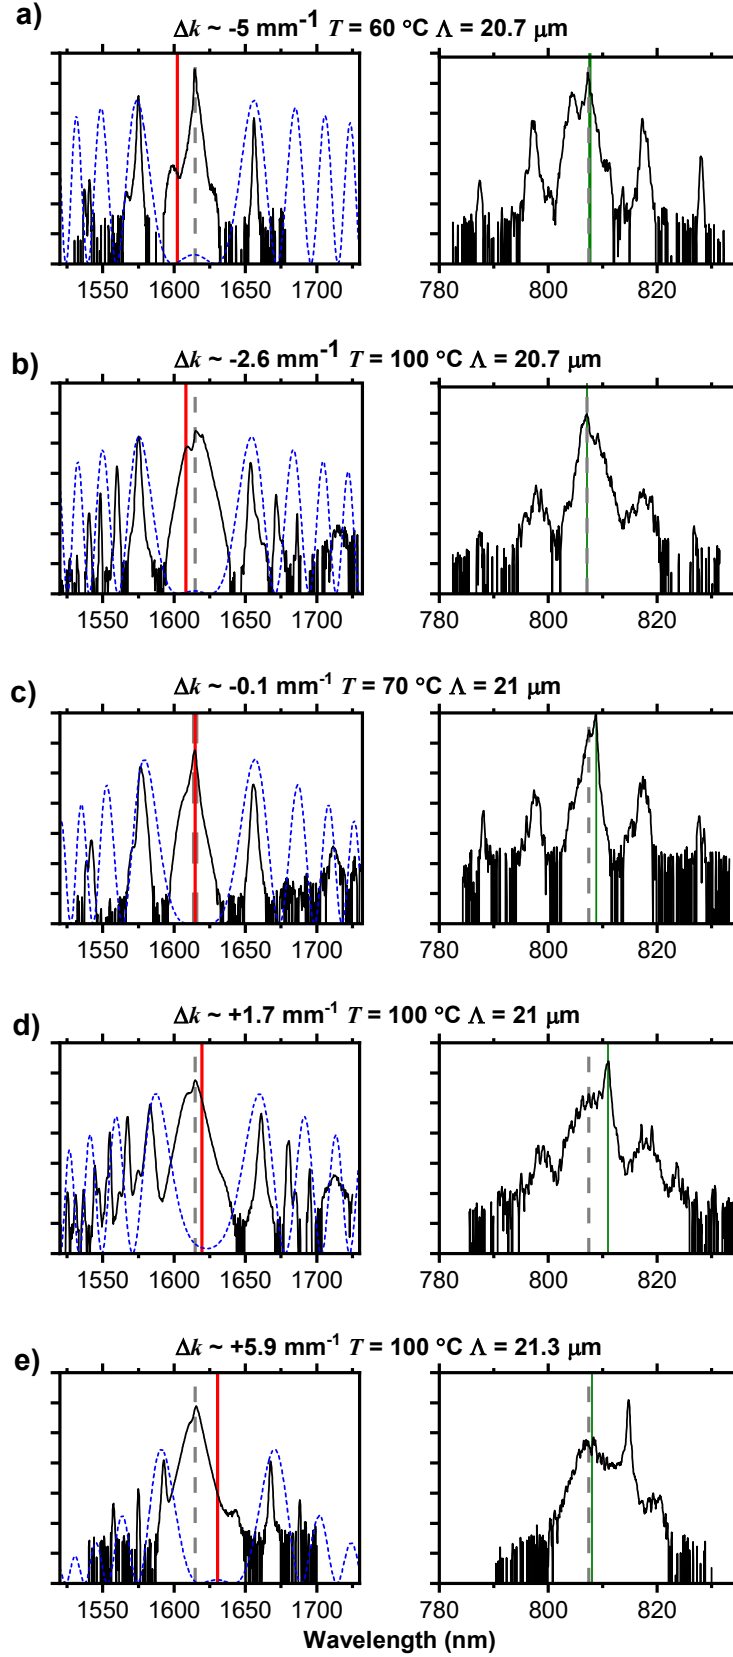 a)
Δk ~ -5 mm⁻¹ T = 60 °C Λ = 20.7 μm
1550 1600 1650 1700 780 800 820
b)
Δk ~ -2.6 mm⁻¹ T = 100 °C Λ = 20.7 μm
1550 1600 1650 1700 780 800 820
c)
Δk ~ -0.1 mm⁻¹ T = 70 °C Λ = 21 μm
1550 1600 1650 1700 780 800 820
d)
Δk ~ +1.7 mm⁻¹ T = 100 °C Λ = 21 μm
1550 1600 1650 1700 780 800 820
e)
Δk ~ +5.9 mm⁻¹ T = 100 °C Λ = 21.3 μm
1550 1600 1650 1700 780 800 820
Wavelength (nm)